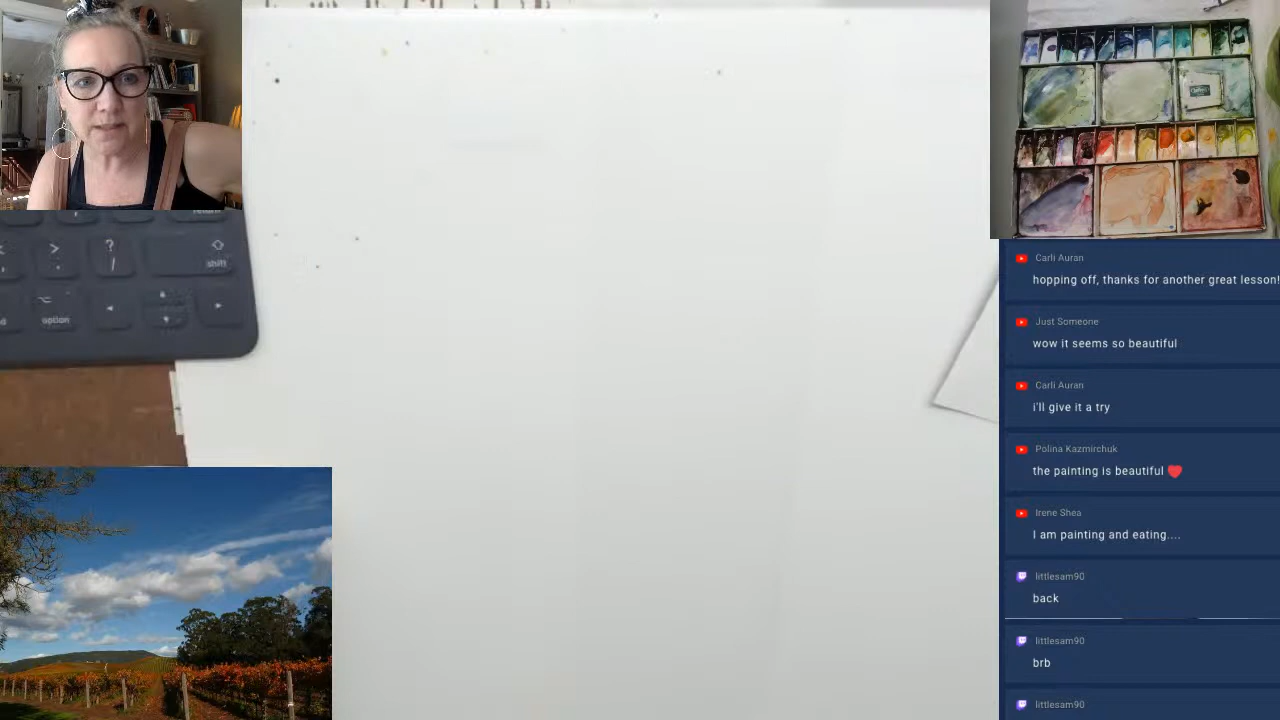 return
>
.
?
/
shift
option
Carli Auran
hopping off, thanks for another great lesson!
Just Someone
wow it seems so beautiful
Carli Auran
i'll give it a try
Polina Kazmirchuk
the painting is beautiful ❤️
Irene Shea
I am painting and eating....
littlesam90
back
littlesam90
brb
littlesam90